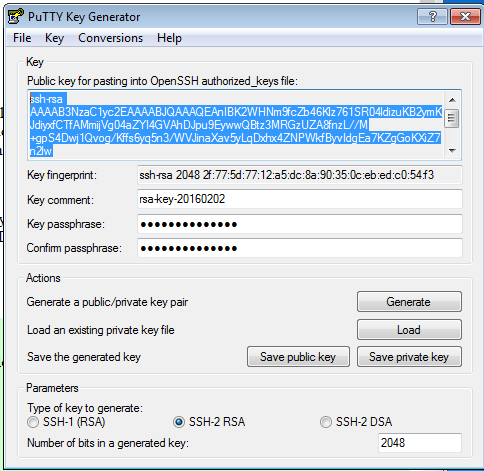 PuTTY Key Generator
File Key Conversions Help
Key
Public key for pasting into OpenSSH authorized_keys file:
ssh-rsa
AAAAB3NzaC1yc2EAAAABJQAAAQEAnIBK2WHNm9fcZb46Klz761SR04ldizuKB2ymK
JdiyxfCTfAMmijVg04aZYl4GVAhDJpu9EywwQBtz3MRGzUZA8fnzL//M
+gpS4Dwj1Qvog/Kffs6yq5n3/WVJinaXav5yLqDxhx4ZNPWkfByvIdgEa7KZgGoKXiZ7
n2lw
Key fingerprint: ssh-rsa 2048 2f:77:5d:77:12:a5:dc:8a:90:35:0c:eb:ed:c0:54:f3
Key comment: rsa-key-20160202
Key passphrase: ●●●●●●●●●●●●●●
Confirm passphrase: ●●●●●●●●●●●●●●
Actions
Generate a public/private key pair Generate
Load an existing private key file Load
Save the generated key Save public key Save private key
Parameters
Type of key to generate:
SSH-1 (RSA) SSH-2 RSA SSH-2 DSA
Number of bits in a generated key: 2048